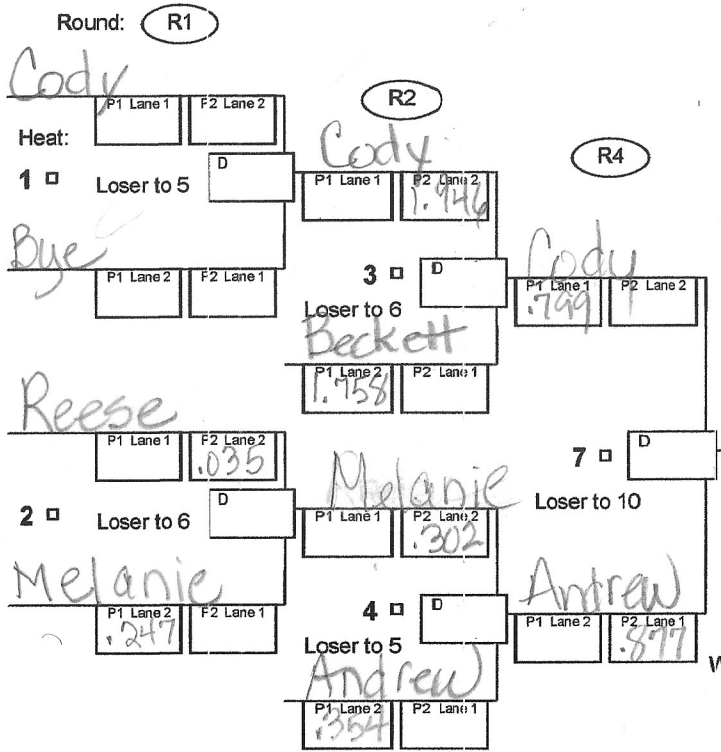 Round: R1
Cody
P1 Lane 1 P2 Lane 2
R2
Heat:
Cody
R4
1 Loser to 5
D
P1 Lane 1 P2 Lane 2
1.946
Bye
P1 Lane 2 P2 Lane 1
3
D
Cody
Loser to 6
P1 Lane 1 P2 Lane 2
.799
Beckett
P1 Lane 2 P2 Lane 1
1.758
Reese
P1 Lane 1 P2 Lane 2
.035
7
D
Melanie
Loser to 10
2 Loser to 6
D
P1 Lane 1 P2 Lane 2
.302
Melanie
Andrew
P1 Lane 2 P2 Lane 1
.247
4
D
P1 Lane 2 P2 Lane 1
.877
Loser to 5
Andrew
P1 Lane 2 P2 Lane 1
.354